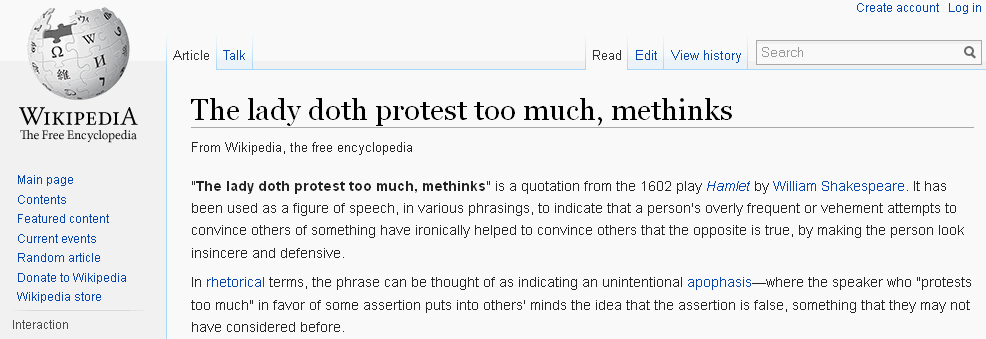 Create account Log in
Article Talk Read Edit View history Search
WIKIPEDIA
The Free Encyclopedia
Main page
Contents
Featured content
Current events
Random article
Donate to Wikipedia
Wikipedia store
Interaction
The lady doth protest too much, methinks
From Wikipedia, the free encyclopedia
"The lady doth protest too much, methinks" is a quotation from the 1602 play Hamlet by William Shakespeare. It has
been used as a figure of speech, in various phrasings, to indicate that a person's overly frequent or vehement attempts to
convince others of something have ironically helped to convince others that the opposite is true, by making the person look
insincere and defensive.
In rhetorical terms, the phrase can be thought of as indicating an unintentional apophasis—where the speaker who "protests
too much" in favor of some assertion puts into others' minds the idea that the assertion is false, something that they may not
have considered before.